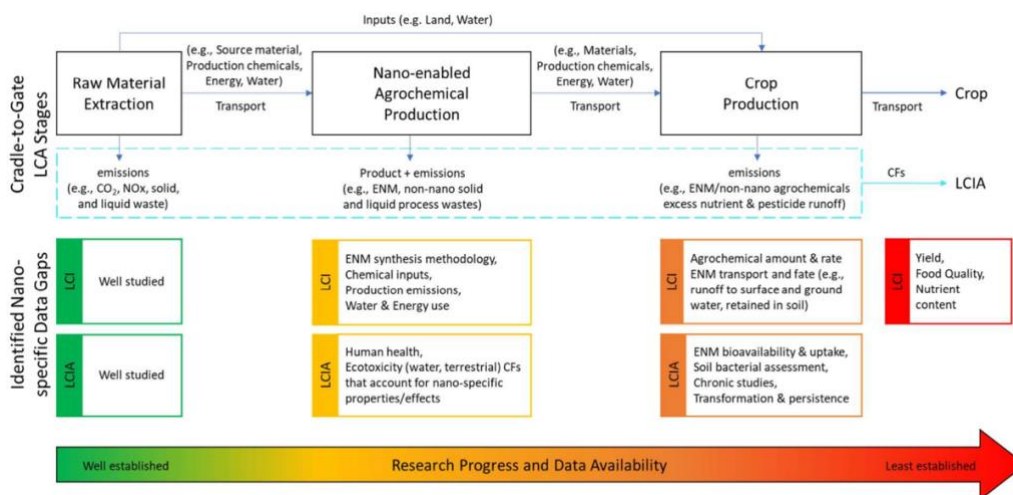 Inputs (e.g. Land, Water)
Cradle-to-Gate
LCA Stages
Raw Material
Extraction
(e.g., Source material,
Production chemicals,
Energy, Water)
Transport
Nano-enabled
Agrochemical
Production
(e.g., Materials,
Production chemicals,
Energy, Water)
Transport
Crop
Production
Transport
Crop
emissions
(e.g., CO₂, NOx, solid,
and liquid waste)
Product + emissions
(e.g., ENM, non-nano solid
and liquid process wastes)
emissions
(e.g., ENM/non-nano agrochemicals
excess nutrient & pesticide runoff)
CFs
LCIA
Identified Nano-
specific Data Gaps
LCI
Well studied
LCI
ENM synthesis methodology,
Chemical inputs,
Production emissions,
Water & Energy use
LCI
Agrochemical amount & rate
ENM transport and fate (e.g.,
runoff to surface and ground
water, retained in soil)
LCI
Yield,
Food Quality,
Nutrient
content
LCIA
Well studied
LCIA
Human health,
Ecotoxicity (water, terrestrial) CFs
that account for nano-specific
properties/effects
LCIA
ENM bioavailability & uptake,
Soil bacterial assessment,
Chronic studies,
Transformation & persistence
Well established
Research Progress and Data Availability
Least established